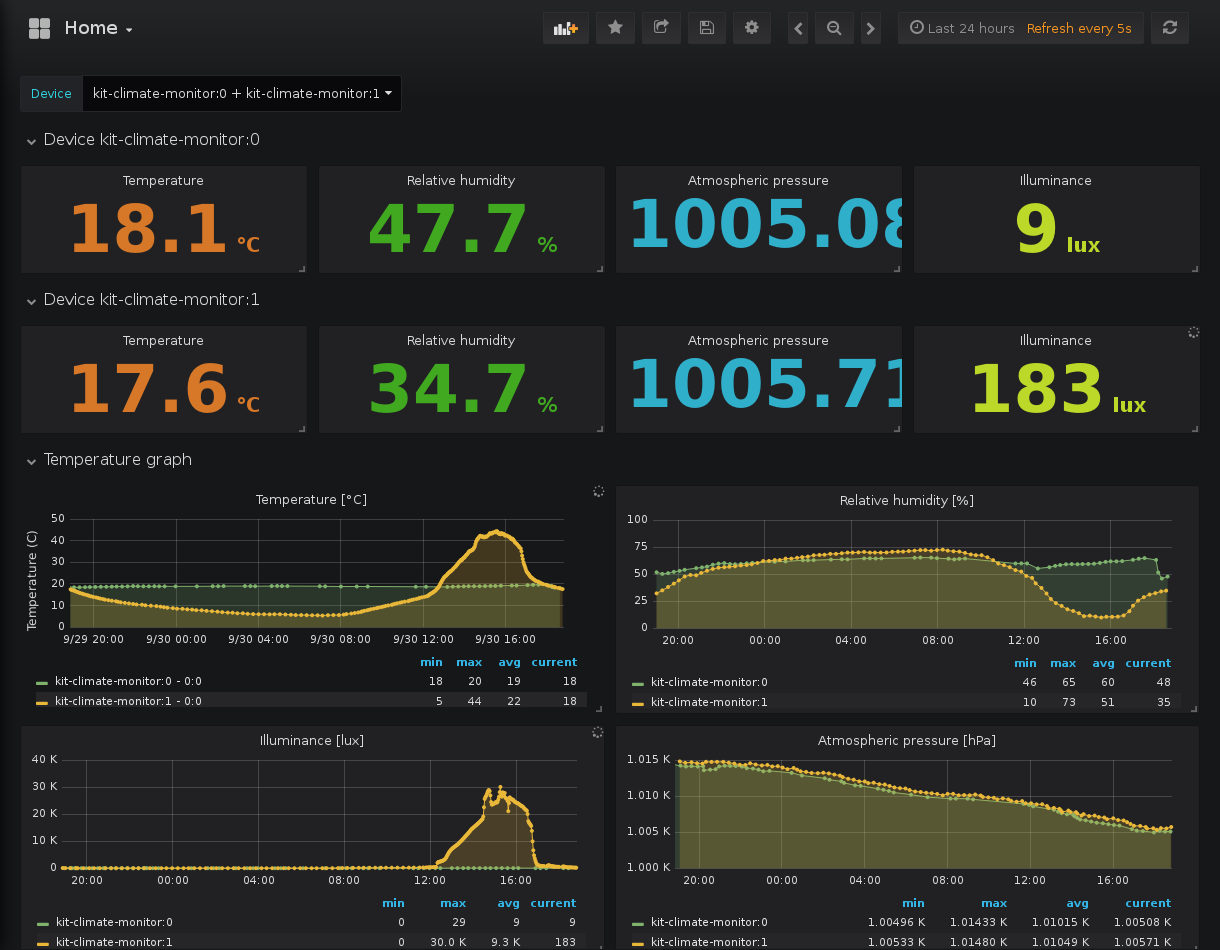 Home
Last 24 hours Refresh every 5s
Device kit-climate-monitor:0 + kit-climate-monitor:1
Device kit-climate-monitor:0
Temperature Relative humidity Atmospheric pressure Illuminance
18.1 °C 47.7 % 1005.08 9 lux
Device kit-climate-monitor:1
Temperature Relative humidity Atmospheric pressure Illuminance
17.6 °C 34.7 % 1005.71 183 lux
Temperature graph
Temperature [°C]
Temperature (C)
50
40
30
20
10
0
9/29 20:00 9/30 00:00 9/30 04:00 9/30 08:00 9/30 12:00 9/30 16:00
min max avg current
kit-climate-monitor:0 - 0:0 18 20 19 18
kit-climate-monitor:1 - 0:0 5 44 22 18
Relative humidity [%]
100
75
50
25
0
20:00 00:00 04:00 08:00 12:00 16:00
min max avg current
kit-climate-monitor:0 46 65 60 48
kit-climate-monitor:1 10 73 51 35
Illuminance [lux]
40 K
30 K
20 K
10 K
0
20:00 00:00 04:00 08:00 12:00 16:00
min max avg current
kit-climate-monitor:0 0 29 9 9
kit-climate-monitor:1 0 30.0 K 9.3 K 183
Atmospheric pressure [hPa]
1.015 K
1.010 K
1.005 K
1.000 K
20:00 00:00 04:00 08:00 12:00 16:00
min max avg current
kit-climate-monitor:0 1.00496 K 1.01433 K 1.01015 K 1.00508 K
kit-climate-monitor:1 1.00533 K 1.01480 K 1.01049 K 1.00571 K